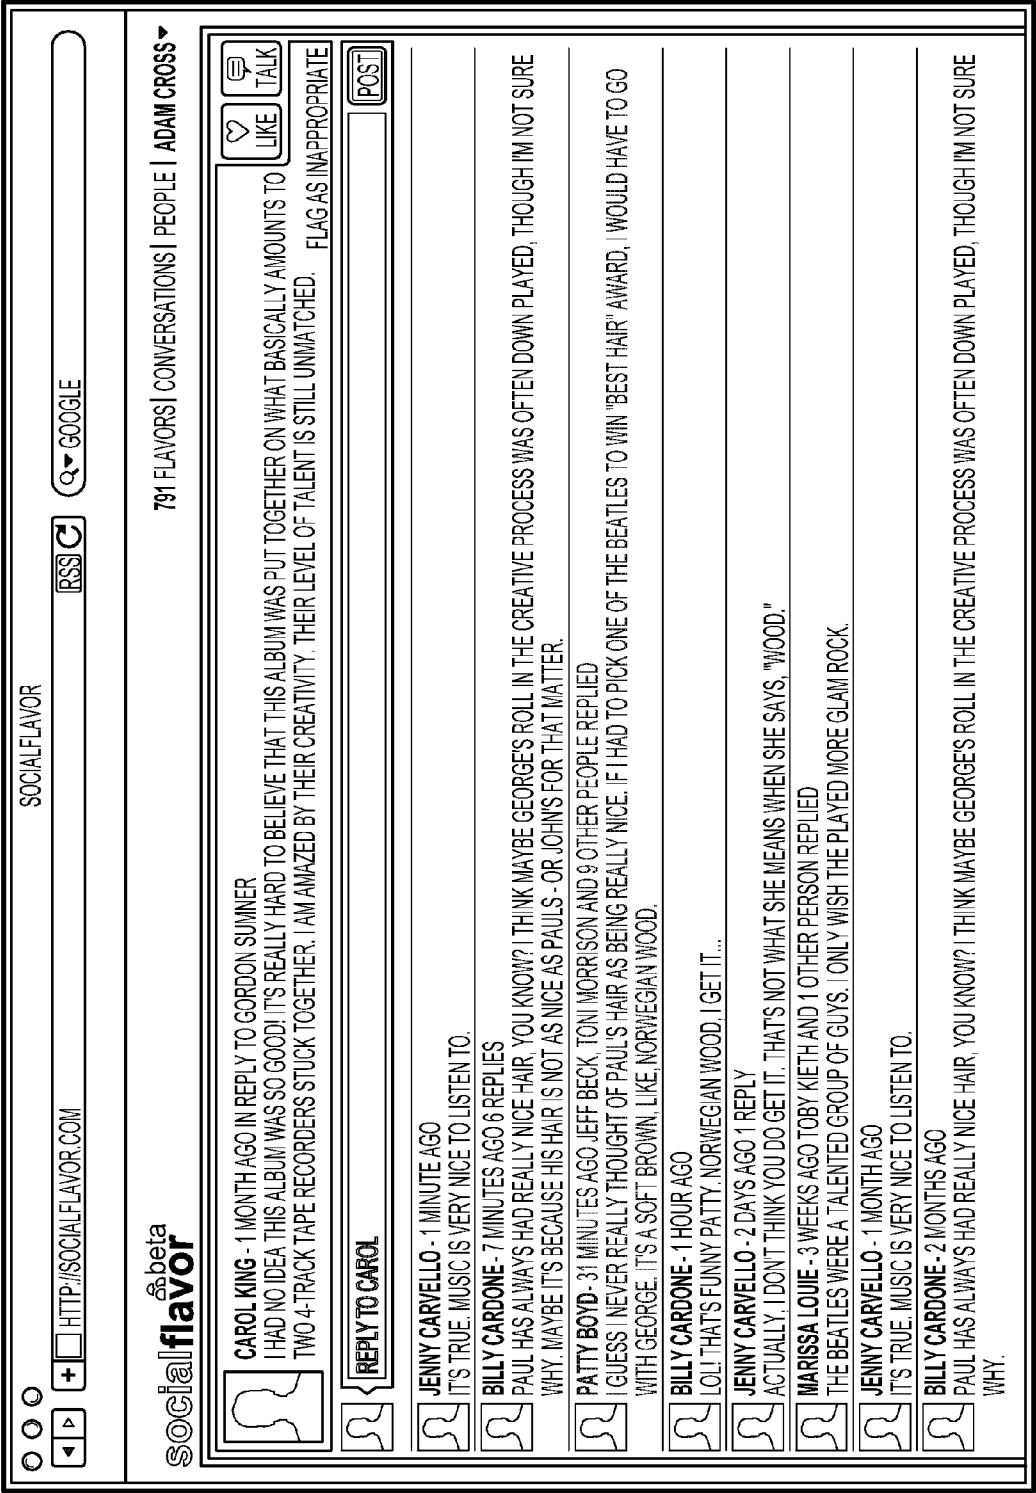 SOCIALFLAVOR
+ HTTP://SOCIALFLAVOR.COM RSS GOOGLE
socialflavor beta
791 FLAVORS | CONVERSATIONS | PEOPLE | ADAM CROSS
CAROL KING - 1 MONTH AGO IN REPLY TO GORDON SUMNER
I HAD NO IDEA THIS ALBUM WAS SO GOOD! IT'S REALLY HARD TO BELIEVE THAT THIS ALBUM WAS PUT TOGETHER ON WHAT BASICALLY AMOUNTS TO
TWO 4-TRACK TAPE RECORDERS STUCK TOGETHER. I AM AMAZED BY THEIR CREATIVITY. THEIR LEVEL OF TALENT IS STILL UNMATCHED.
LIKE
TALK
FLAG AS INAPPROPRIATE
REPLY TO CAROL
POST
JENNY CARVELLO - 1 MINUTE AGO
IT'S TRUE. MUSIC IS VERY NICE TO LISTEN TO.
BILLY CARDONE - 7 MINUTES AGO 6 REPLIES
PAUL HAS ALWAYS HAD REALLY NICE HAIR, YOU KNOW? I THINK MAYBE GEORGE'S ROLL IN THE CREATIVE PROCESS WAS OFTEN DOWN PLAYED, THOUGH I'M NOT SURE
WHY. MAYBE IT'S BECAUSE HIS HAIR IS NOT AS NICE AS PAULS - OR JOHN'S FOR THAT MATTER.
PATTY BOYD - 31 MINUTES AGO JEFF BECK, TONI MORRISON AND 9 OTHER PEOPLE REPLIED
I GUESS I NEVER REALLY THOUGHT OF PAUL'S HAIR AS BEING REALLY NICE. IF I HAD TO PICK ONE OF THE BEATLES TO WIN "BEST HAIR" AWARD, I WOULD HAVE TO GO
WITH GEORGE. IT'S A SOFT BROWN, LIKE, NORWEGIAN WOOD.
BILLY CARDONE - 1 HOUR AGO
LOL! THAT'S FUNNY PATTY. NORWEGIAN WOOD, I GET IT...
JENNY CARVELLO - 2 DAYS AGO 1 REPLY
ACTUALLY, I DON'T THINK YOU DO GET IT. THAT'S NOT WHAT SHE MEANS WHEN SHE SAYS, "WOOD."
MARISSA LOUIE - 3 WEEKS AGO TOBY KIETH AND 1 OTHER PERSON REPLIED
THE BEATLES WERE A TALENTED GROUP OF GUYS. I ONLY WISH THE PLAYED MORE GLAM ROCK.
JENNY CARVELLO - 1 MONTH AGO
IT'S TRUE. MUSIC IS VERY NICE TO LISTEN TO.
BILLY CARDONE - 2 MONTHS AGO
PAUL HAS ALWAYS HAD REALLY NICE HAIR, YOU KNOW? I THINK MAYBE GEORGE'S ROLL IN THE CREATIVE PROCESS WAS OFTEN DOWN PLAYED, THOUGH I'M NOT SURE
WHY.